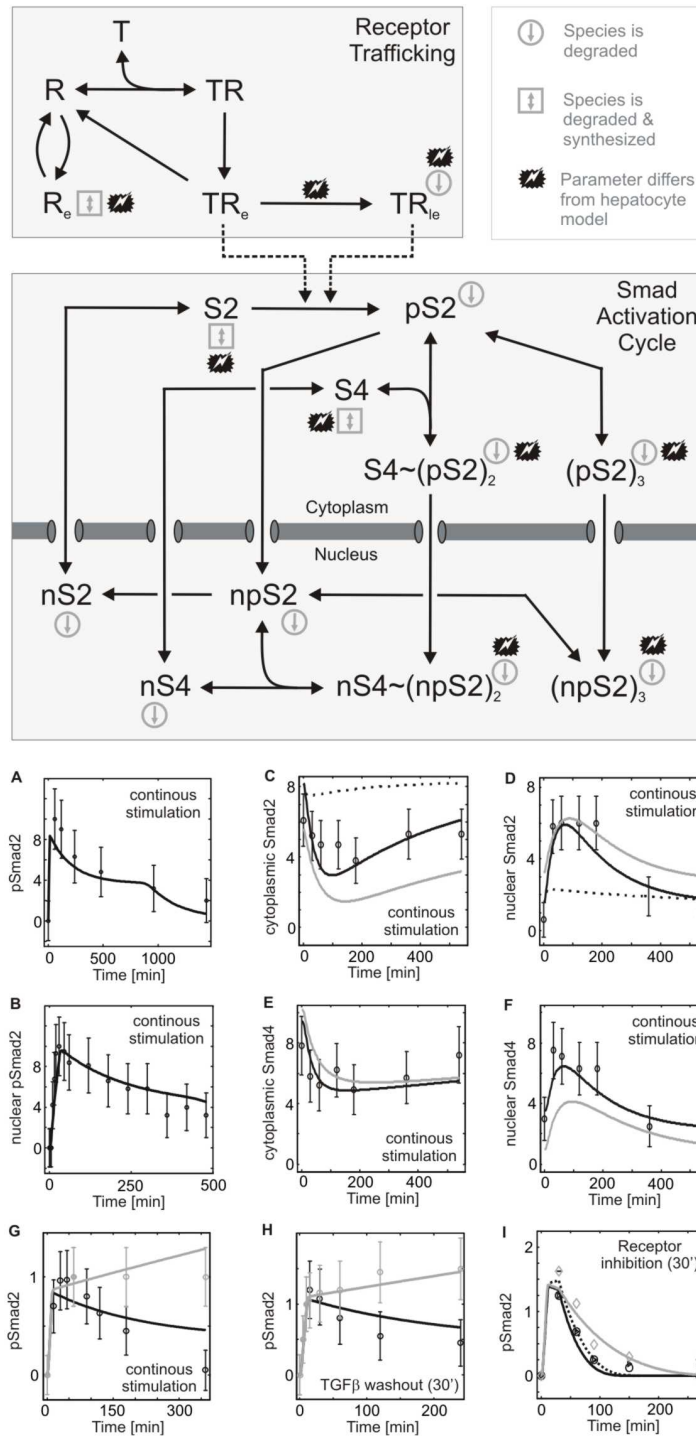 T
Receptor
Trafficking
R
TR
Rₑ
TRₑ
TRₗₑ
Species is
degraded
Species is
degraded &
synthesized
Parameter differs
from hepatocyte
model
S2
pS2
Smad
Activation
Cycle
S4
S4~(pS2)₂
(pS2)₃
Cytoplasm
Nucleus
nS2
npS2
nS4
nS4~(npS2)₂
(npS2)₃
A
continous
stimulation
pSmad2
8
4
0
0
500
1000
Time [min]
C
cytoplasmic Smad2
8
4
0
continous
stimulation
0
200
400
Time [min]
D
continous
stimulation
nuclear Smad2
8
4
0
0
200
400
Time [min]
B
continous
stimulation
nuclear pSmad2
12
8
4
0
0
250
500
Time [min]
E
cytoplasmic Smad4
8
4
0
continous
stimulation
0
200
400
Time [min]
F
continous
stimulation
nuclear Smad4
8
4
0
0
200
400
Time [min]
G
pSmad2
1
0
continous
stimulation
0
150
300
Time [min]
H
pSmad2
2
1
0
TGFβ washout (30')
0
100
200
Time [min]
I
Receptor
inhibition (30')
pSmad2
2
1
0
0
100
200
Time [min]